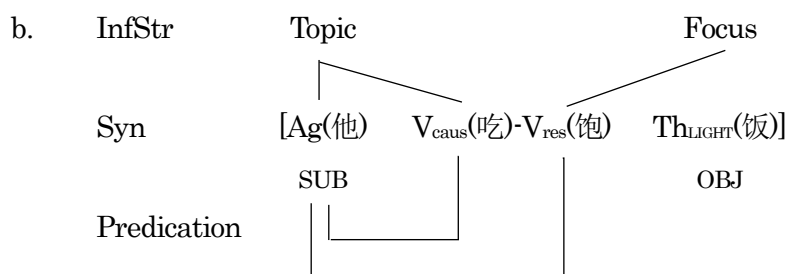 b. InfStr Topic Focus
Syn [Ag(他) Vcaus(吃)-Vres(饱) ThLIGHT(饭)]
SUB OBJ
Predication